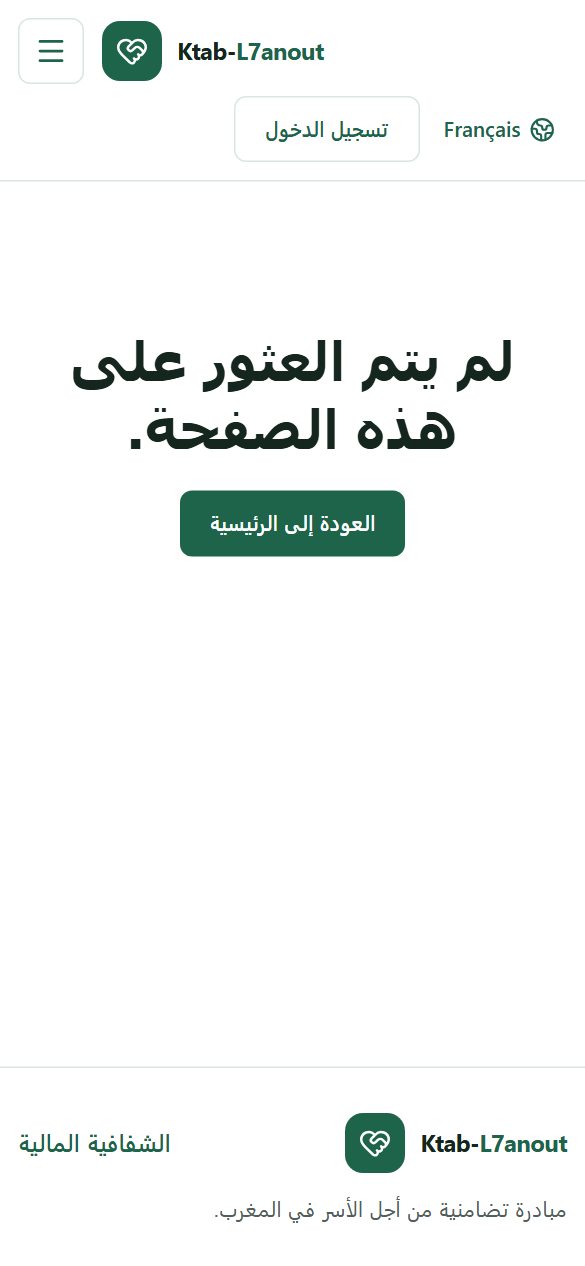 Ktab-L7anout
Français
تسجيل الدخول
لم يتم العثور على
هذه الصفحة.
العودة إلى الرئيسية
Ktab-L7anout
الشفافية المالية
مبادرة تضامنية من أجل الأسر في المغرب.